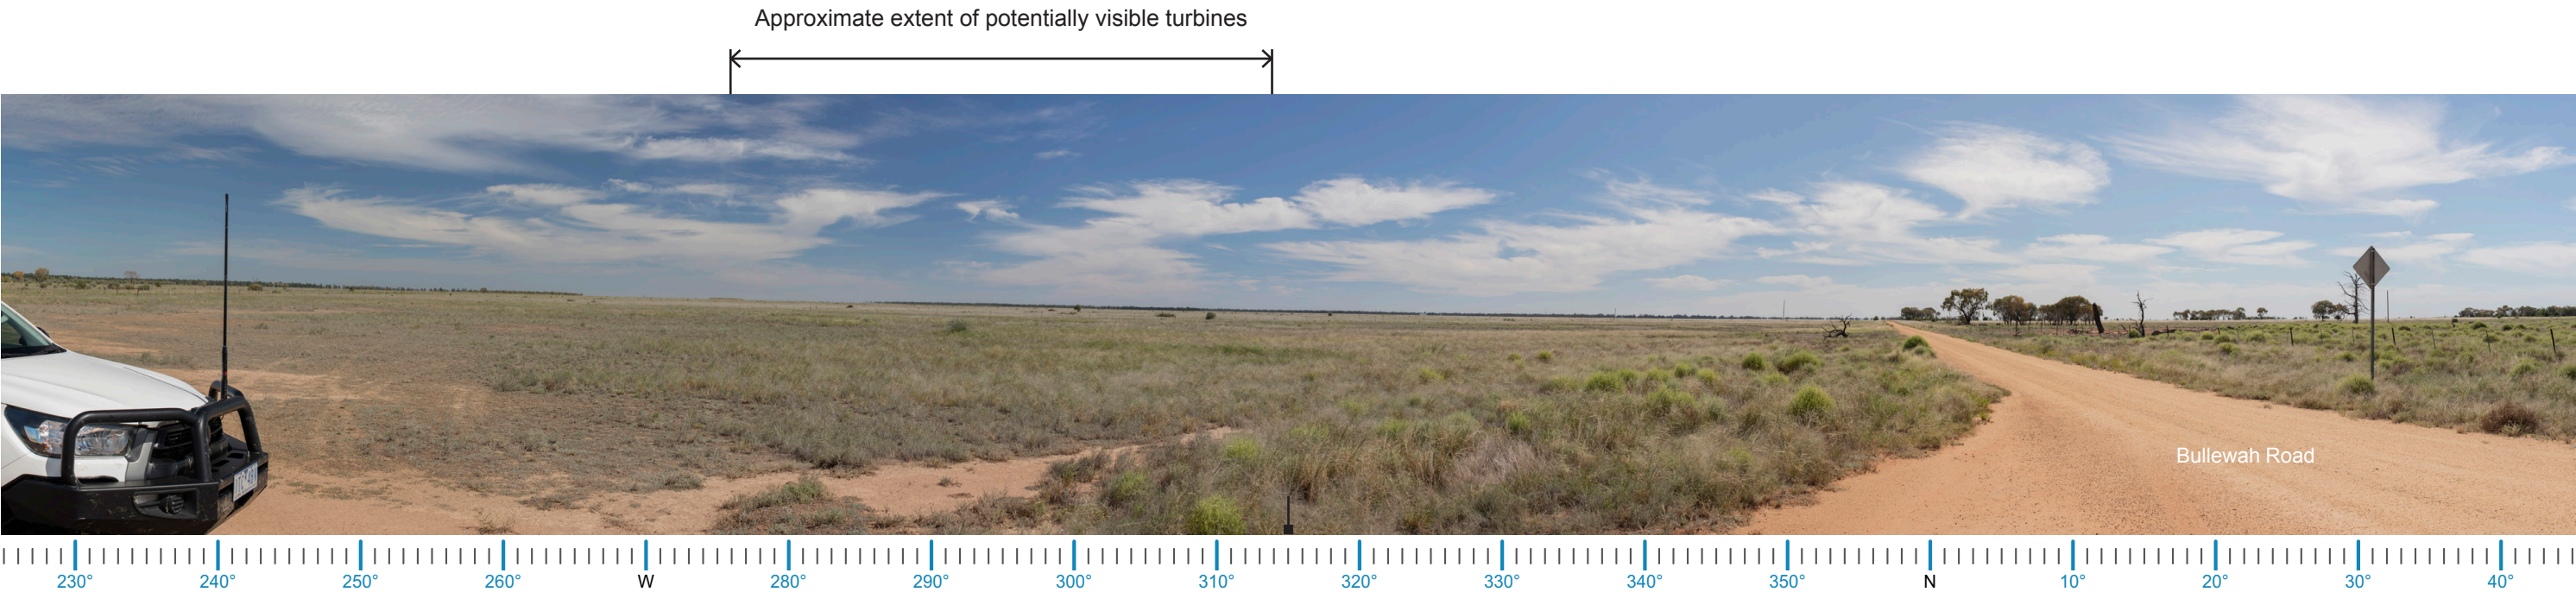 Approximate extent of potentially visible turbines
Bullewah Road
230° 240° 250° 260° W 280° 290° 300° 310° 320° 330° 340° 350° N 10° 20° 30° 40°